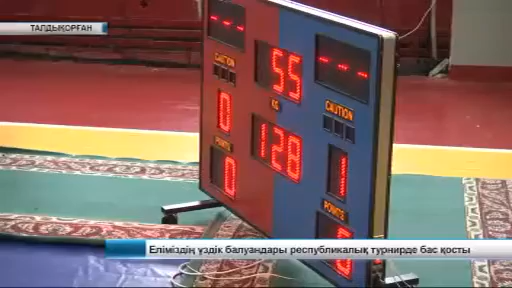 ТАЛДЫҚОРҒАН
--- ---
55
CAUTION
KG
CAUTION
0
128
1
POINTS
POINTS
0
Еліміздің үздік балуандары республикалық турнирде бас қосты